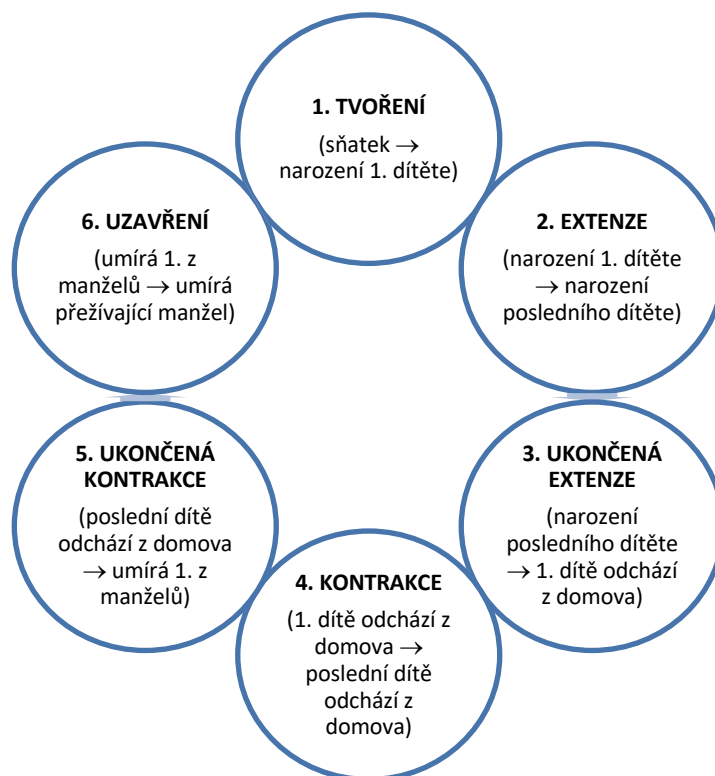 1. TVOŘENÍ
(sňatek →
narození 1. dítěte)
2. EXTENZE
(narození 1. dítěte
→ narození
posledního dítěte)
3. UKONČENÁ
EXTENZE
(narození
posledního dítěte
→ 1. dítě odchází
z domova)
4. KONTRAKCE
(1. dítě odchází z
domova →
poslední dítě
odchází z
domova)
5. UKONČENÁ
KONTRAKCE
(poslední dítě
odchází z domova
→ umírá 1. z
manželů)
6. UZAVŘENÍ
(umírá 1. z
manželů → umírá
přežívající manžel)